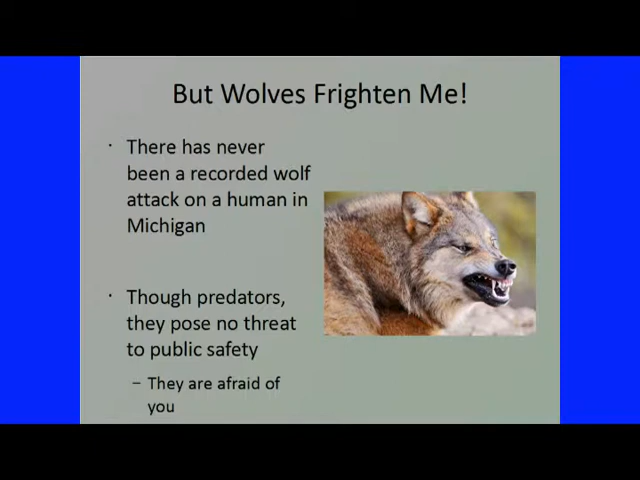 But Wolves Frighten Me!
· There has never
been a recorded wolf
attack on a human in
Michigan
· Though predators,
they pose no threat
to public safety
– They are afraid of
you